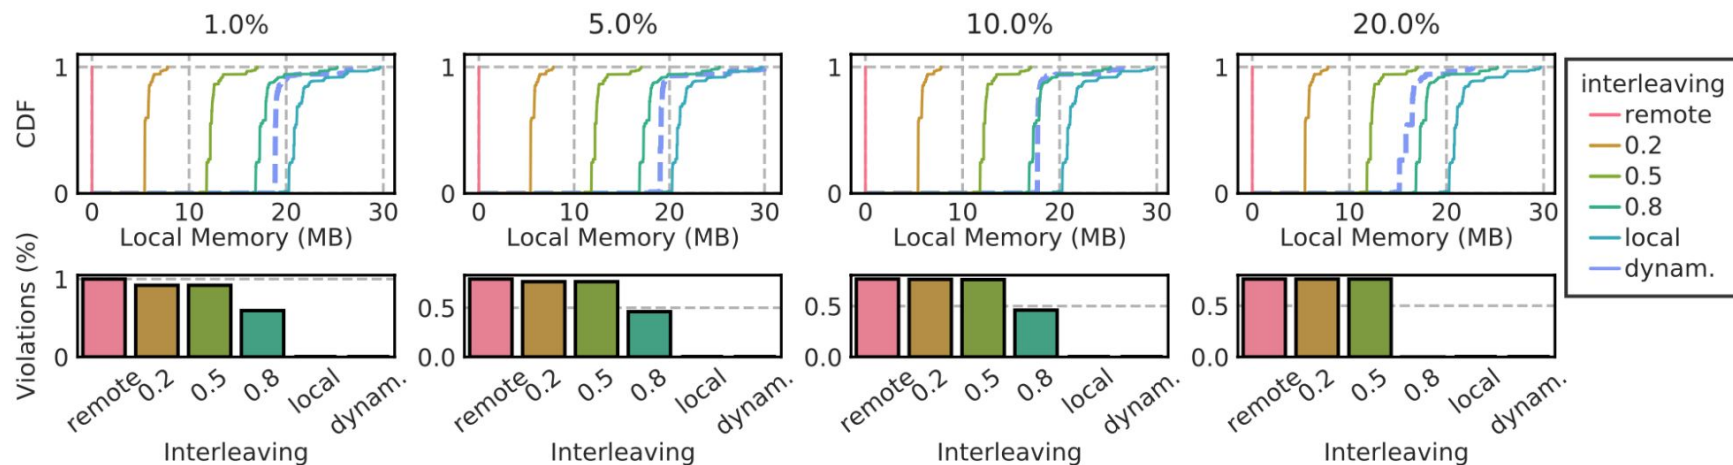 1.0% 5.0% 10.0% 20.0%
CDF
1 1 1 1
0 0 0 0
0 10 20 30 0 10 20 30 0 10 20 30 0 10 20 30
Local Memory (MB) Local Memory (MB) Local Memory (MB) Local Memory (MB)
interleaving
remote
0.2
0.5
0.8
local
dynam.
Violations (%)
1 0.5 0.5 0.5
0 0.0 0.0 0.0
remote 0.2 0.5 0.8 local dynam. remote 0.2 0.5 0.8 local dynam. remote 0.2 0.5 0.8 local dynam. remote 0.2 0.5 0.8 local dynam.
Interleaving Interleaving Interleaving Interleaving